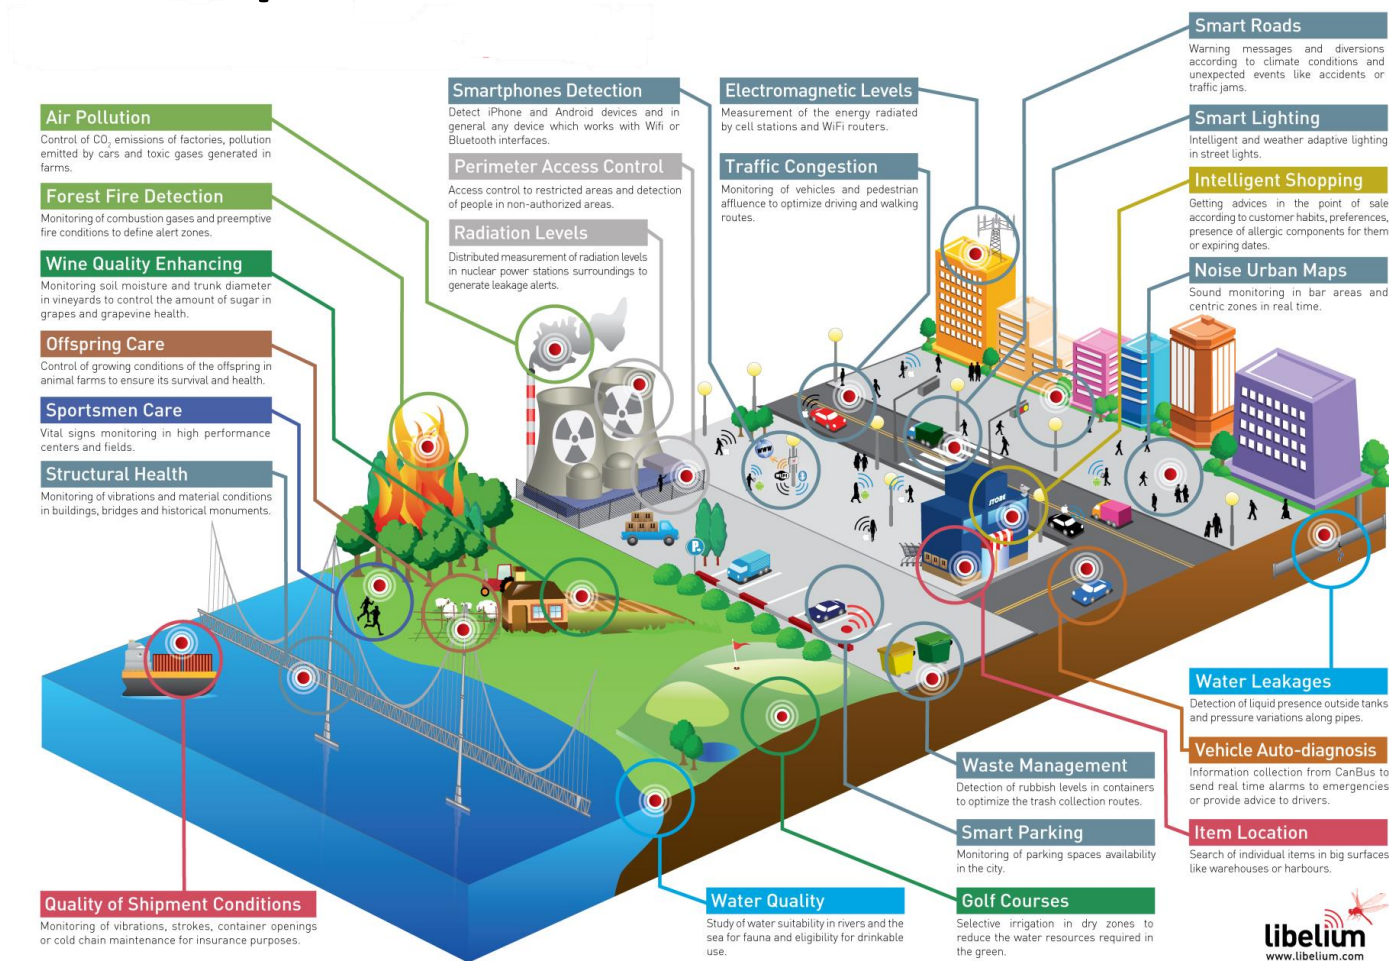 Air Pollution
Control of CO₂ emissions of factories, pollution
emitted by cars and toxic gases generated in
farms.
Forest Fire Detection
Monitoring of combustion gases and preemptive
fire conditions to define alert zones.
Wine Quality Enhancing
Monitoring soil moisture and trunk diameter
in vineyards to control the amount of sugar in
grapes and grapevine health.
Offspring Care
Control of growing conditions of the offspring in
animal farms to ensure its survival and health.
Sportsmen Care
Vital signs monitoring in high performance
centers and fields.
Structural Health
Monitoring of vibrations and material conditions
in buildings, bridges and historical monuments.
Quality of Shipment Conditions
Monitoring of vibrations, strokes, container openings
or cold chain maintenance for insurance purposes.
Smartphones Detection
Detect iPhone and Android devices and in
general any device which works with Wifi or
Bluetooth interfaces.
Perimeter Access Control
Access control to restricted areas and detection
of people in non-authorized areas.
Radiation Levels
Distributed measurement of radiation levels
in nuclear power stations surroundings to
generate leakage alerts.
Electromagnetic Levels
Measurement of the energy radiated
by cell stations and WiFi routers.
Traffic Congestion
Monitoring of vehicles and pedestrian
affluence to optimize driving and walking
routes.
Smart Roads
Warning messages and diversions
according to climate conditions and
unexpected events like accidents or
traffic jams.
Smart Lighting
Intelligent and weather adaptive lighting
in street lights.
Intelligent Shopping
Getting advices in the point of sale
according to customer habits, preferences,
presence of allergic components for them
or expiring dates.
Noise Urban Maps
Sound monitoring in bar areas and
centric zones in real time.
www
STORE
P
Water Leakages
Detection of liquid presence outside tanks
and pressure variations along pipes.
Vehicle Auto-diagnosis
Information collection from CanBus to
send real time alarms to emergencies
or provide advice to drivers.
Item Location
Search of individual items in big surfaces
like warehouses or harbours.
Waste Management
Detection of rubbish levels in containers
to optimize the trash collection routes.
Smart Parking
Monitoring of parking spaces availability
in the city.
Golf Courses
Selective irrigation in dry zones to
reduce the water resources required in
the green.
Water Quality
Study of water suitability in rivers and the
sea for fauna and eligibility for drinkable
use.
libelium
www.libelium.com